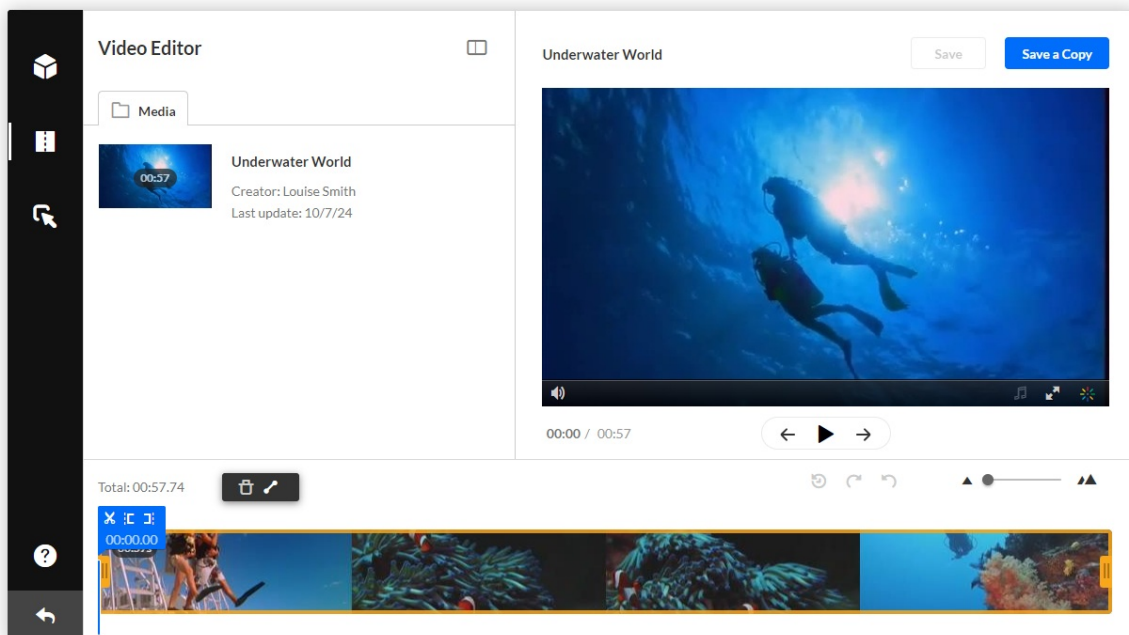 Video Editor
Media
00:57
Underwater World
Creator: Louise Smith
Last update: 10/7/24
Underwater World
Save
Save a Copy
00:00 / 00:57
Total: 00:57.74
00:00.00
?